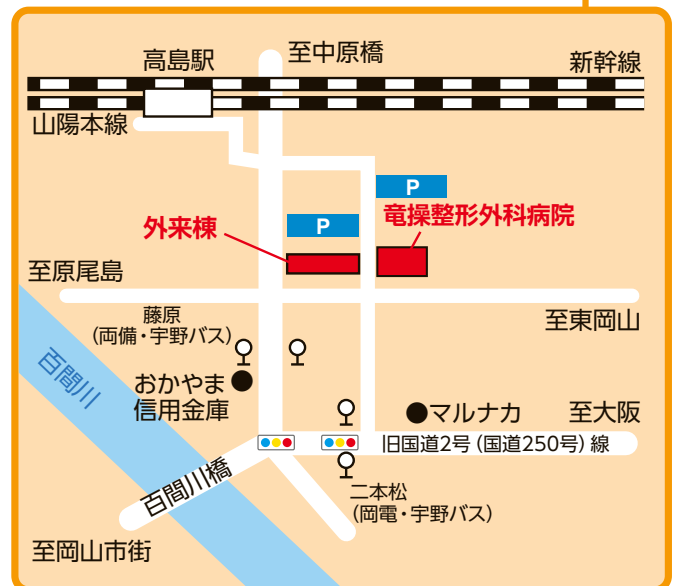 高島駅
至中原橋
新幹線
山陽本線
P
竜操整形外科病院
外来棟
P
至原尾島
藤原
(両備・宇野バス)
至東岡山
百間川
おかやま
信用金庫
マルナカ
至大阪
旧国道2号(国道250号)線
百間川橋
二本松
(岡電・宇野バス)
至岡山市街